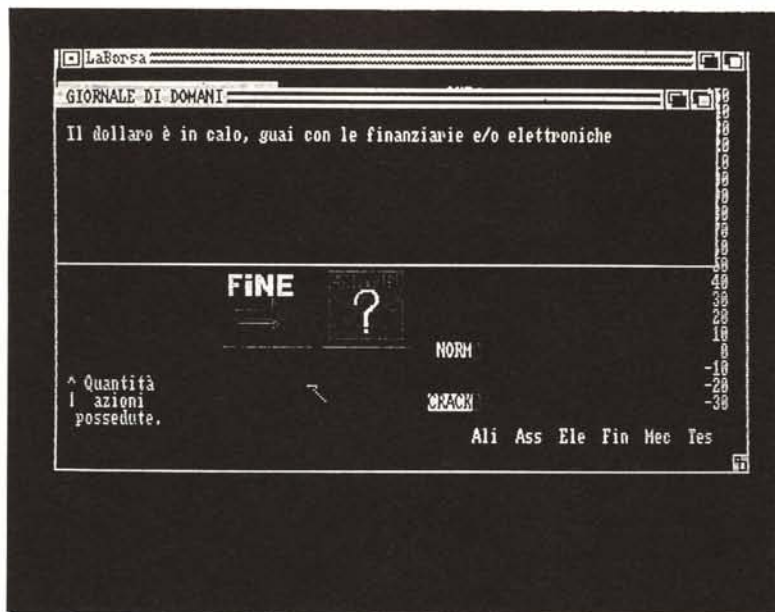 LaBorsa
GIORNALE DI DOMANI
Il dollaro è in calo, guai con le finanziarie e/o elettroniche
FiNE
?
40
30
20
10
NORM
0
-10
^ Quantità
-20
| azioni
CRACK
-30
possedute.
Ali Ass Ele Fin Mec Tes